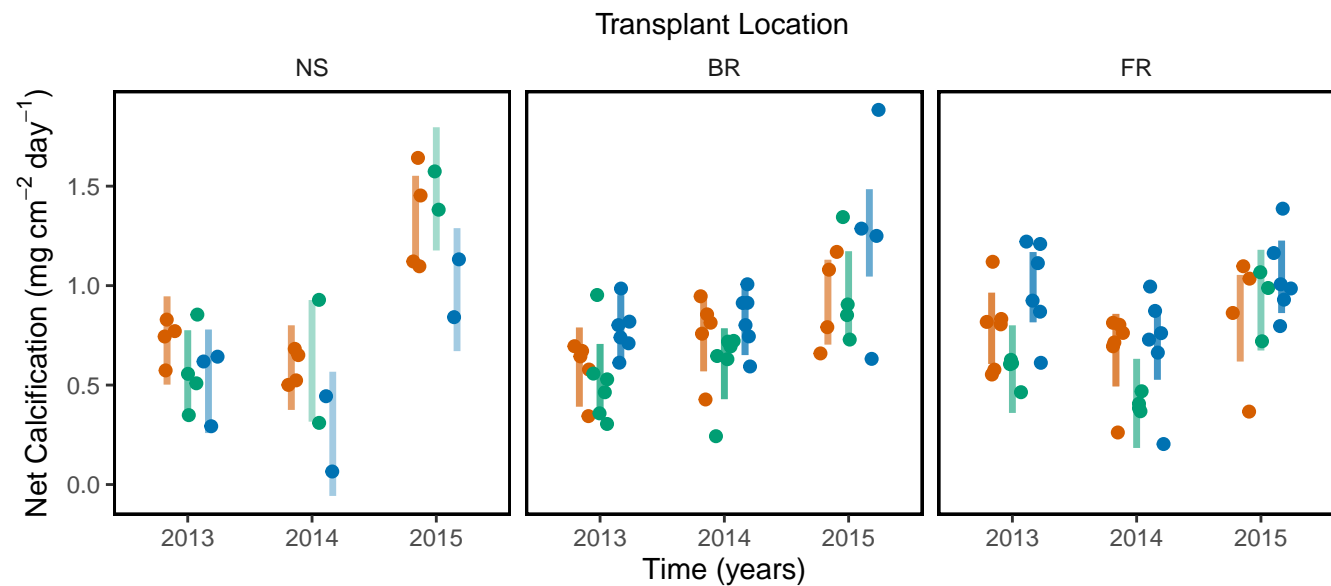 Transplant Location
NS BR FR
Net Calcification (mg cm⁻² day⁻¹)
1.5
1.0
0.5
0.0
2013 2014 2015 2013 2014 2015 2013 2014 2015
Time (years)